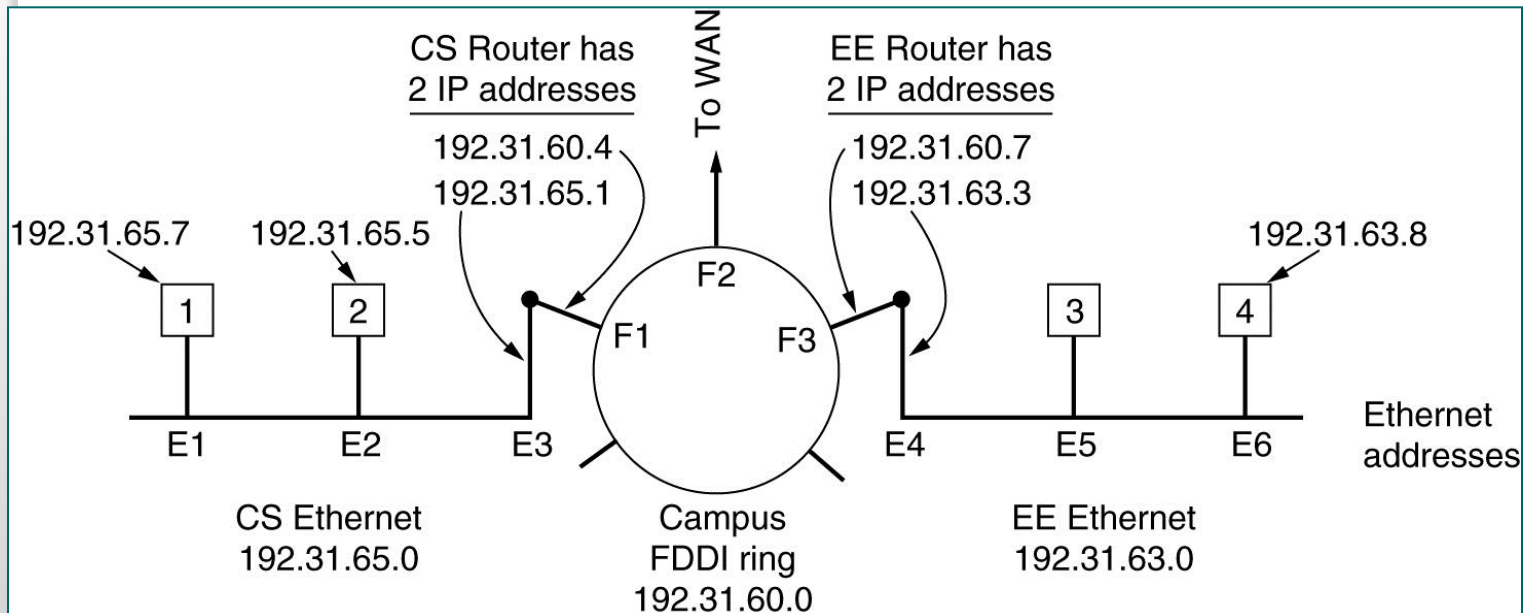 CS Router has
2 IP addresses
192.31.60.4
192.31.65.1
To WAN
EE Router has
2 IP addresses
192.31.60.7
192.31.63.3
192.31.65.7
192.31.65.5
192.31.63.8
1
2
3
4
F1
F2
F3
E1
E2
E3
E4
E5
E6
Ethernet
addresses
CS Ethernet
192.31.65.0
Campus
FDDI ring
192.31.60.0
EE Ethernet
192.31.63.0